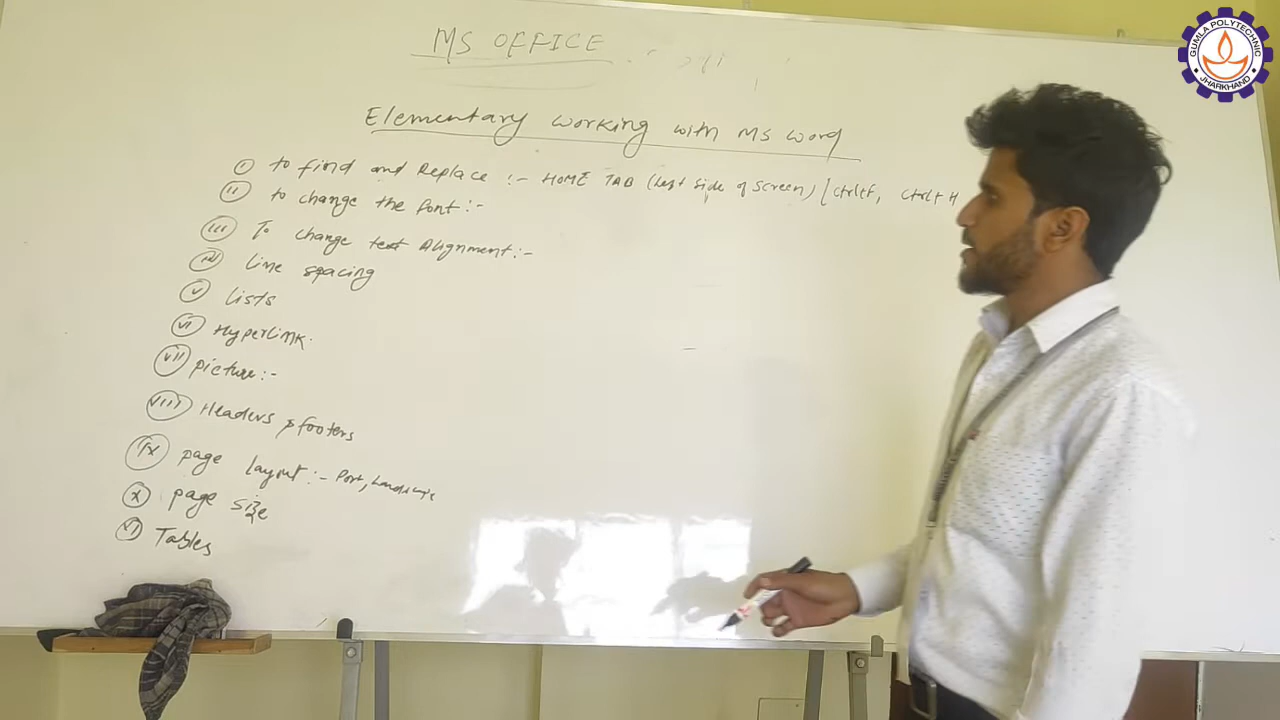 MS OFFICE
Elementary working with MS Word
(i) to find and Replace :- HOME TAB (Left side of screen) [Ctrl+F, Ctrl+H
(ii) to change the font :-
(iii) To change text Alignment :-
(iv) line spacing
(v) Lists
(vi) Hyperlink.
(vii) picture :-
(viii) Headers & footers
(ix) page layout :- Port,
(x) page size
(vi) Tables
GUMLA POLYTECHNIC
JHARKHAND